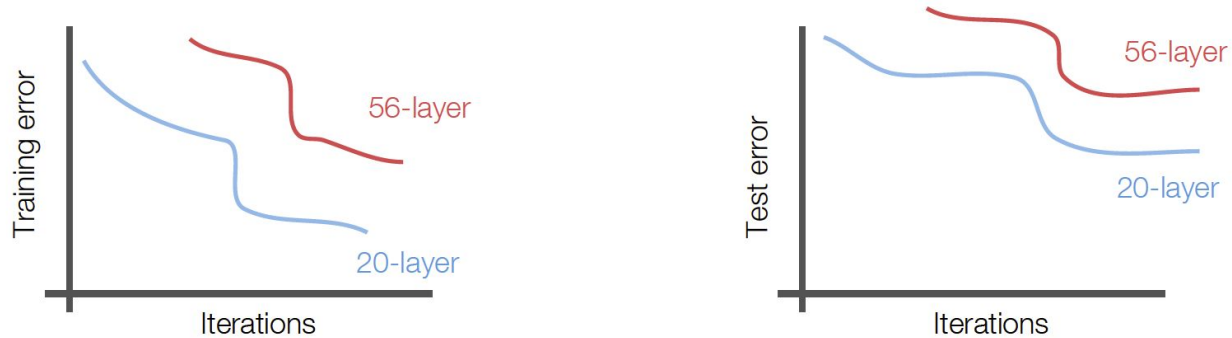 Training error
56-layer
20-layer
Iterations
Test error
56-layer
20-layer
Iterations